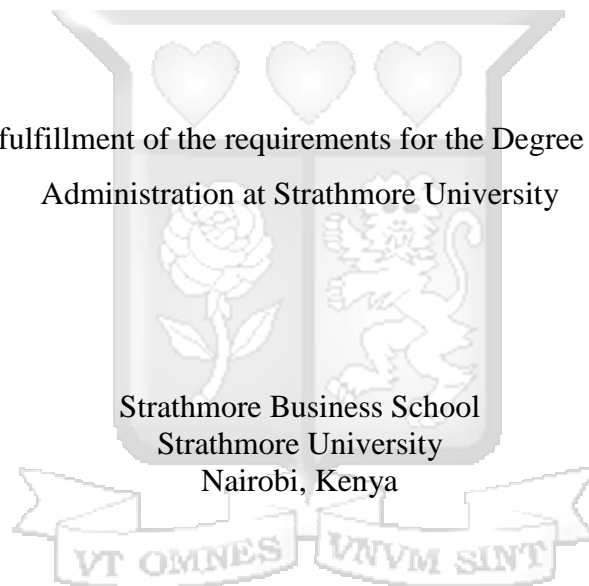 fulfillment of the requirements for the Degree
Administration at Strathmore University
Strathmore Business School
Strathmore University
Nairobi, Kenya
VT OMNES VNVM SINT